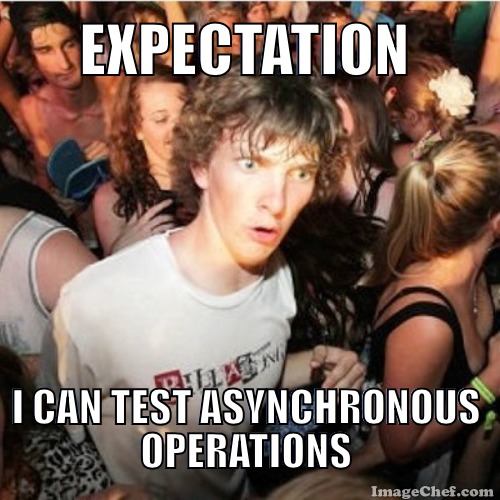 EXPECTATION
I CAN TEST ASYNCHRONOUS
OPERATIONS
ImageChef.com